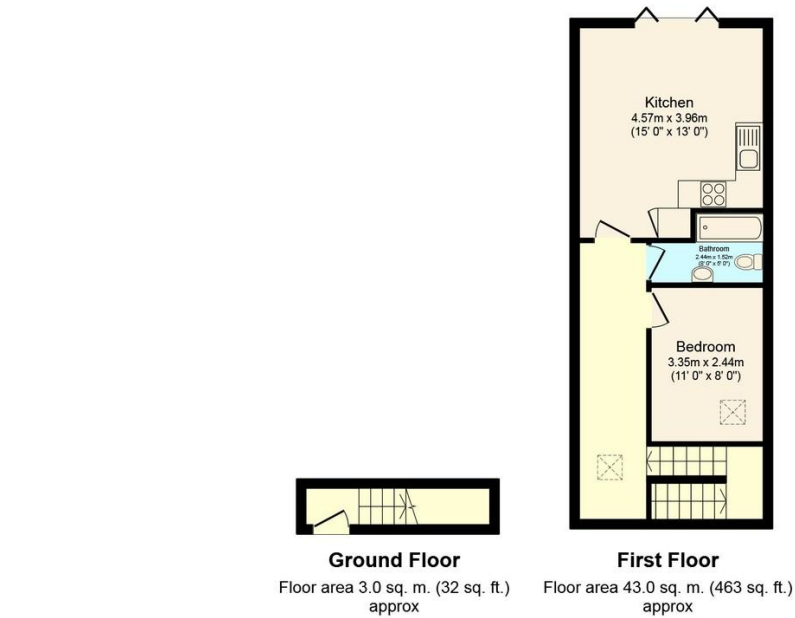 Kitchen
4.57m x 3.96m
(15' 0" x 13' 0")
Bathroom
2.44m x 1.52m
(8' 0" x 5' 0")
Bedroom
3.35m x 2.44m
(11' 0" x 8' 0")
Ground Floor
Floor area 3.0 sq. m. (32 sq. ft.)
approx
First Floor
Floor area 43.0 sq. m. (463 sq. ft.)
approx